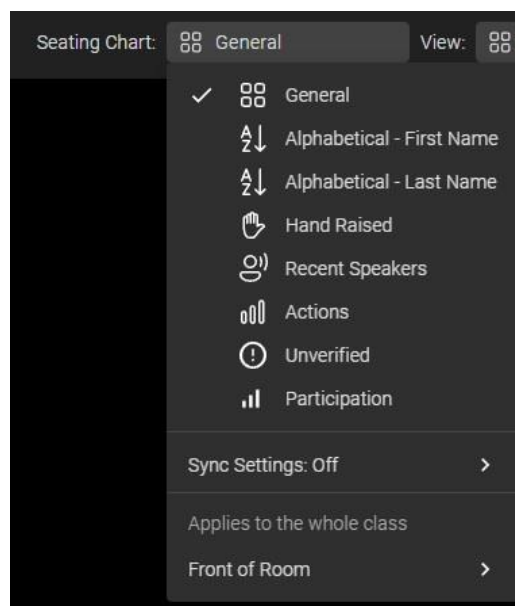 Seating Chart: General View:
General
Alphabetical - First Name
Alphabetical - Last Name
Hand Raised
Recent Speakers
Actions
Unverified
Participation
Sync Settings: Off
Applies to the whole class
Front of Room